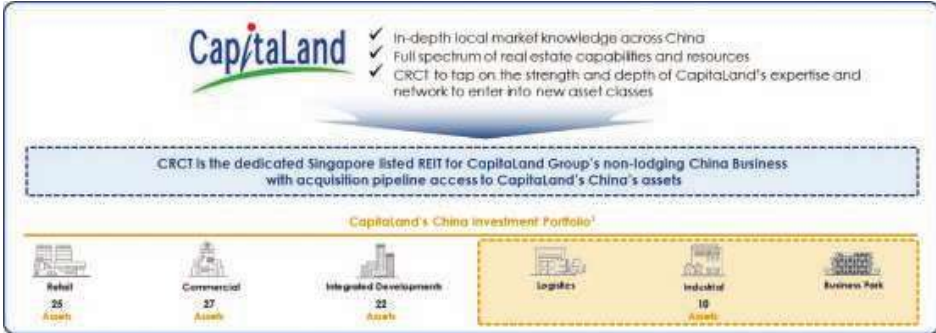 CapitaLand
✓ In-depth local market knowledge across China
✓ Full spectrum of real estate capabilities and resources
✓ CRCT to tap on the strength and depth of CapitaLand's expertise and
network to enter into new asset classes
CRCT is the dedicated Singapore listed REIT for CapitaLand Group's non-lodging China Business
with acquisition pipeline access to CapitaLand's China's assets
CapitaLand's China Investment Portfolio¹
Retail Commercial Integrated Developments Logistics Industrial Business Park
25 27 22 10
Assets Assets Assets Assets